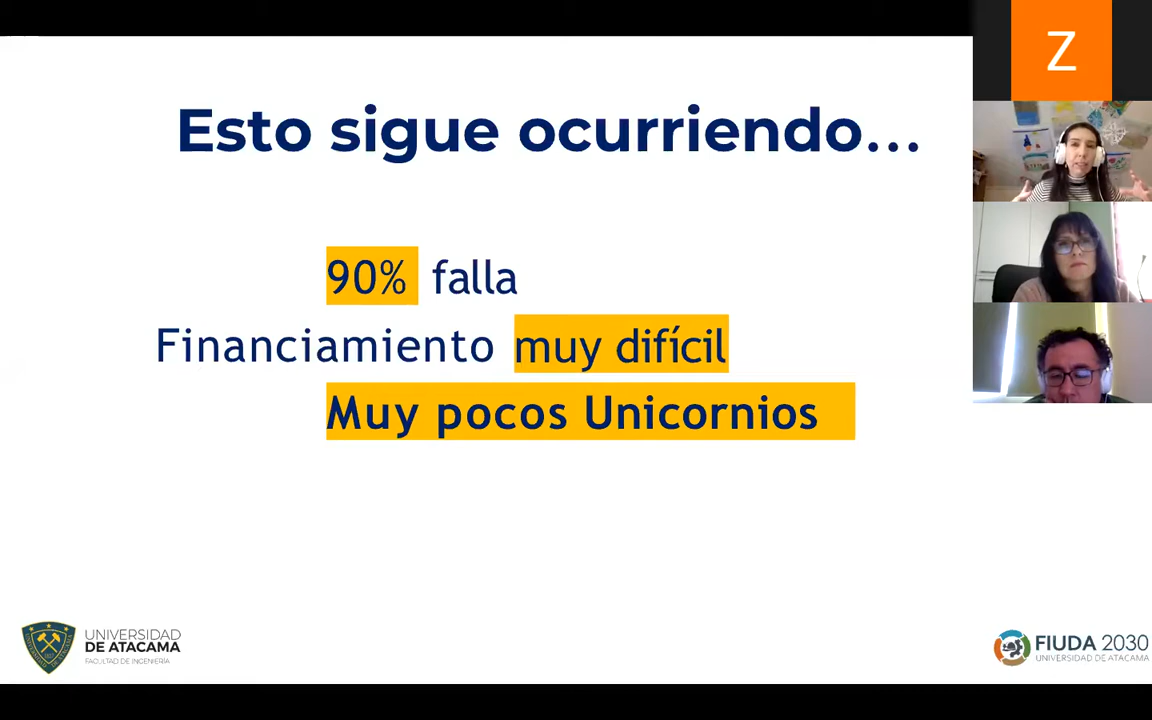 Z
Esto sigue ocurriendo...
90% falla
Financiamiento muy difícil
Muy pocos Unicornios
UNIVERSIDAD
DE ATACAMA
FACULTAD DE INGENIERÍA
FIUDA 2030
UNIVERSIDAD DE ATACAMA